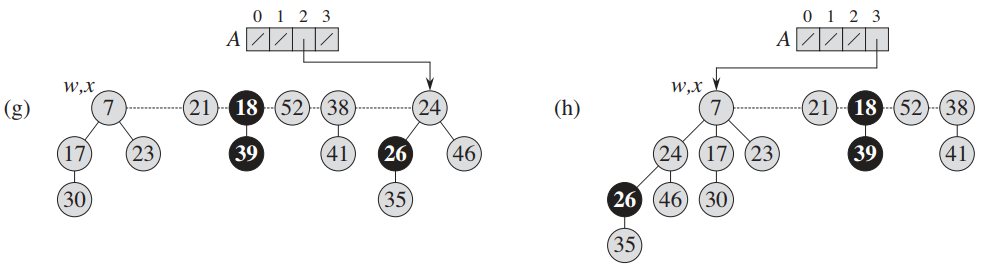 0 1 2 3
A / / /
w,x
(g) 7 21 18 52 38 24
17 23 39 41 26 46
30 35
0 1 2 3
A / / /
w,x
(h) 7 21 18 52 38
24 17 23 39 41
26 46 30
35